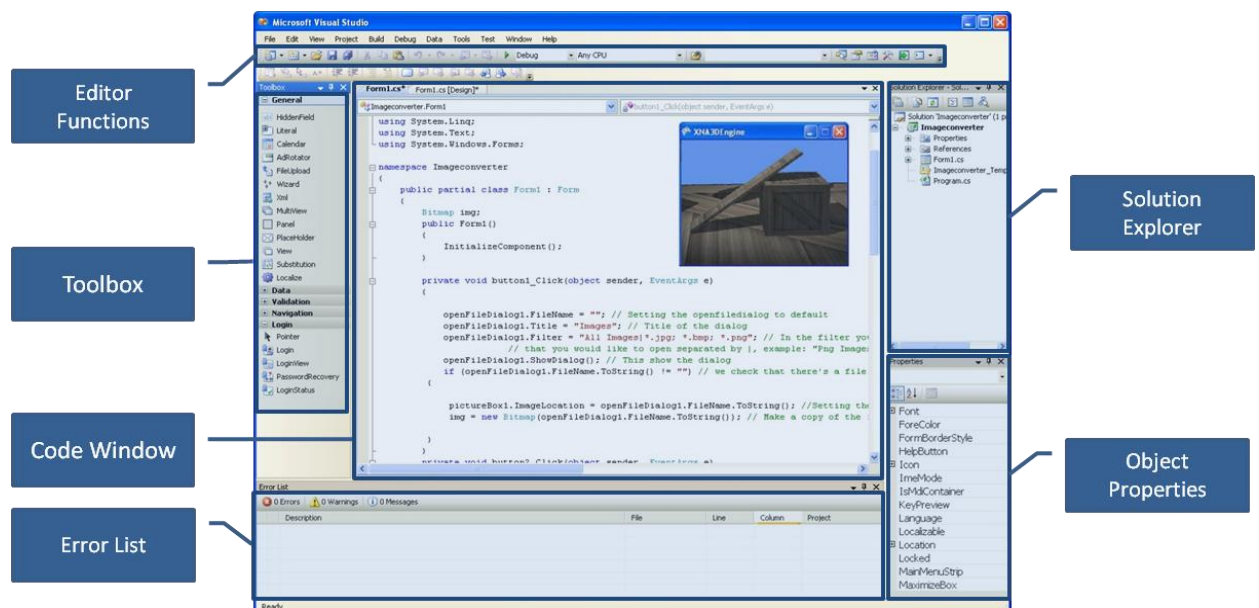 Microsoft Visual Studio
File Edit View Project Build Debug Data Tools Test Window Help
Debug Any CPU
Editor
Functions
Toolbox
Code Window
Error List
Solution
Explorer
Object
Properties
Toolbox
General
HiddenField
Literal
Calendar
AdRotator
FileUpload
Wizard
Xml
MultiView
Panel
PlaceHolder
View
Substitution
Localize
Data
Validation
Navigation
Login
Pointer
Login
LoginView
PasswordRecovery
LoginStatus
Form1.cs* Form1.cs [Design]*
Imageconverter.Form1 button1_Click(object sender, EventArgs e)
using System.Linq;
using System.Text;
using System.Windows.Forms;
namespace Imageconverter
{
public partial class Form1 : Form
{
Bitmap img;
public Form1()
{
InitializeComponent();
}
private void button1_Click(object sender, EventArgs e)
{
openFileDialog1.FileName = ""; // Setting the openfiledialog to default
openFileDialog1.Title = "Images"; // Title of the dialog
openFileDialog1.Filter = "All Images|*.jpg; *.bmp; *.png"; // In the filter you
// that you would like to open separated by |, example: "Png Images
openFileDialog1.ShowDialog(); // This show the dialog
if (openFileDialog1.FileName.ToString() != "") // we check that there's a file
{
pictureBox1.ImageLocation = openFileDialog1.FileName.ToString(); //Setting the
img = new Bitmap(openFileDialog1.FileName.ToString()); // Make a copy of the
}
}
private void button2_Click(object sender, EventArgs e)
XNA3DEngine
Solution Explorer - Sol...
Solution 'Imageconverter' (1 p
Imageconverter
Properties
References
Form1.cs
Imageconverter_Temp
Program.cs
Properties
Font
ForeColor
FormBorderStyle
HelpButton
Icon
ImeMode
IsMdiContainer
KeyPreview
Language
Localizable
Location
Locked
MainMenuStrip
MaximizeBox
Error List
0 Errors 0 Warnings 0 Messages
Description File Line Column Project
Ready